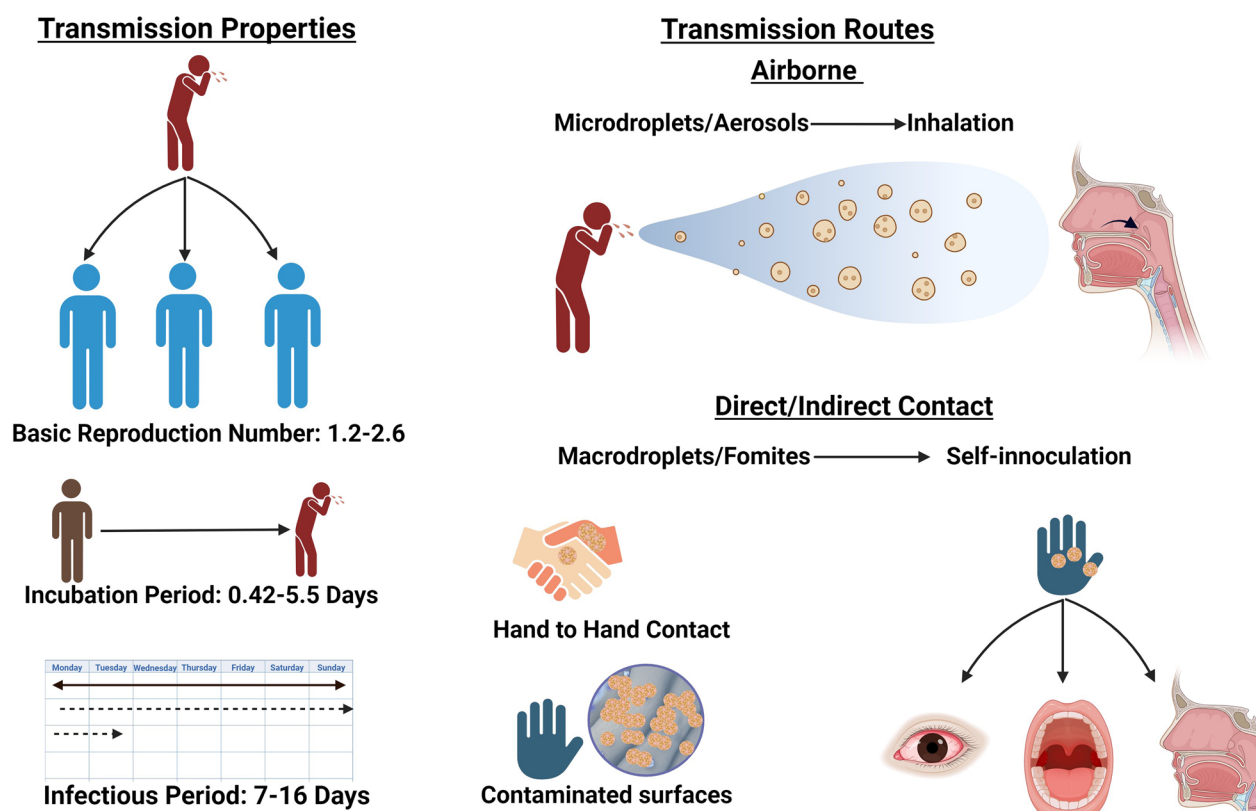 Transmission Properties
Basic Reproduction Number: 1.2-2.6
Incubation Period: 0.42-5.5 Days
Monday Tuesday Wednesday Thursday Friday Saturday Sunday
Infectious Period: 7-16 Days
Transmission Routes
Airborne
Microdroplets/Aerosols Inhalation
Direct/Indirect Contact
Macrodroplets/Fomites Self-innoculation
Hand to Hand Contact
Contaminated surfaces